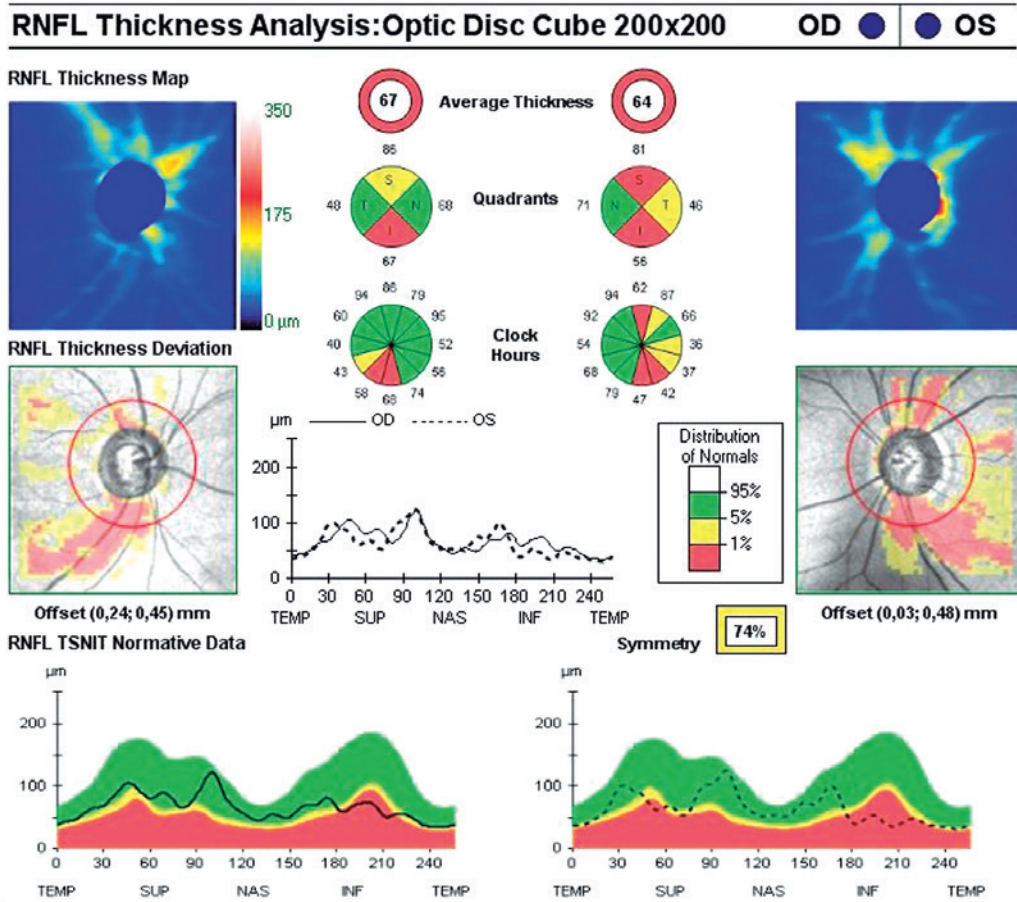 RNFL Thickness Analysis:Optic Disc Cube 200x200 OD OS
RNFL Thickness Map
350
175
0 µm
67 Average Thickness 64
86 81
S S
48 T N 68 Quadrants 71 N T 46
I I
67 56
86 62
94 79 94 87
60 95 92 66
40 52 Clock 54 36
43 56 Hours 68 37
58 74 79 42
68 47
RNFL Thickness Deviation
µm OD OS
200
100
0
0 30 60 90 120 150 180 210 240
TEMP SUP NAS INF TEMP
Distribution
of Normals
95%
5%
1%
Offset (0,24; 0,45) mm
Offset (0,03; 0,48) mm
Symmetry 74%
RNFL TSNIT Normative Data
µm µm
200 200
100 100
0 0
0 30 60 90 120 150 180 210 240 0 30 60 90 120 150 180 210 240
TEMP SUP NAS INF TEMP TEMP SUP NAS INF TEMP